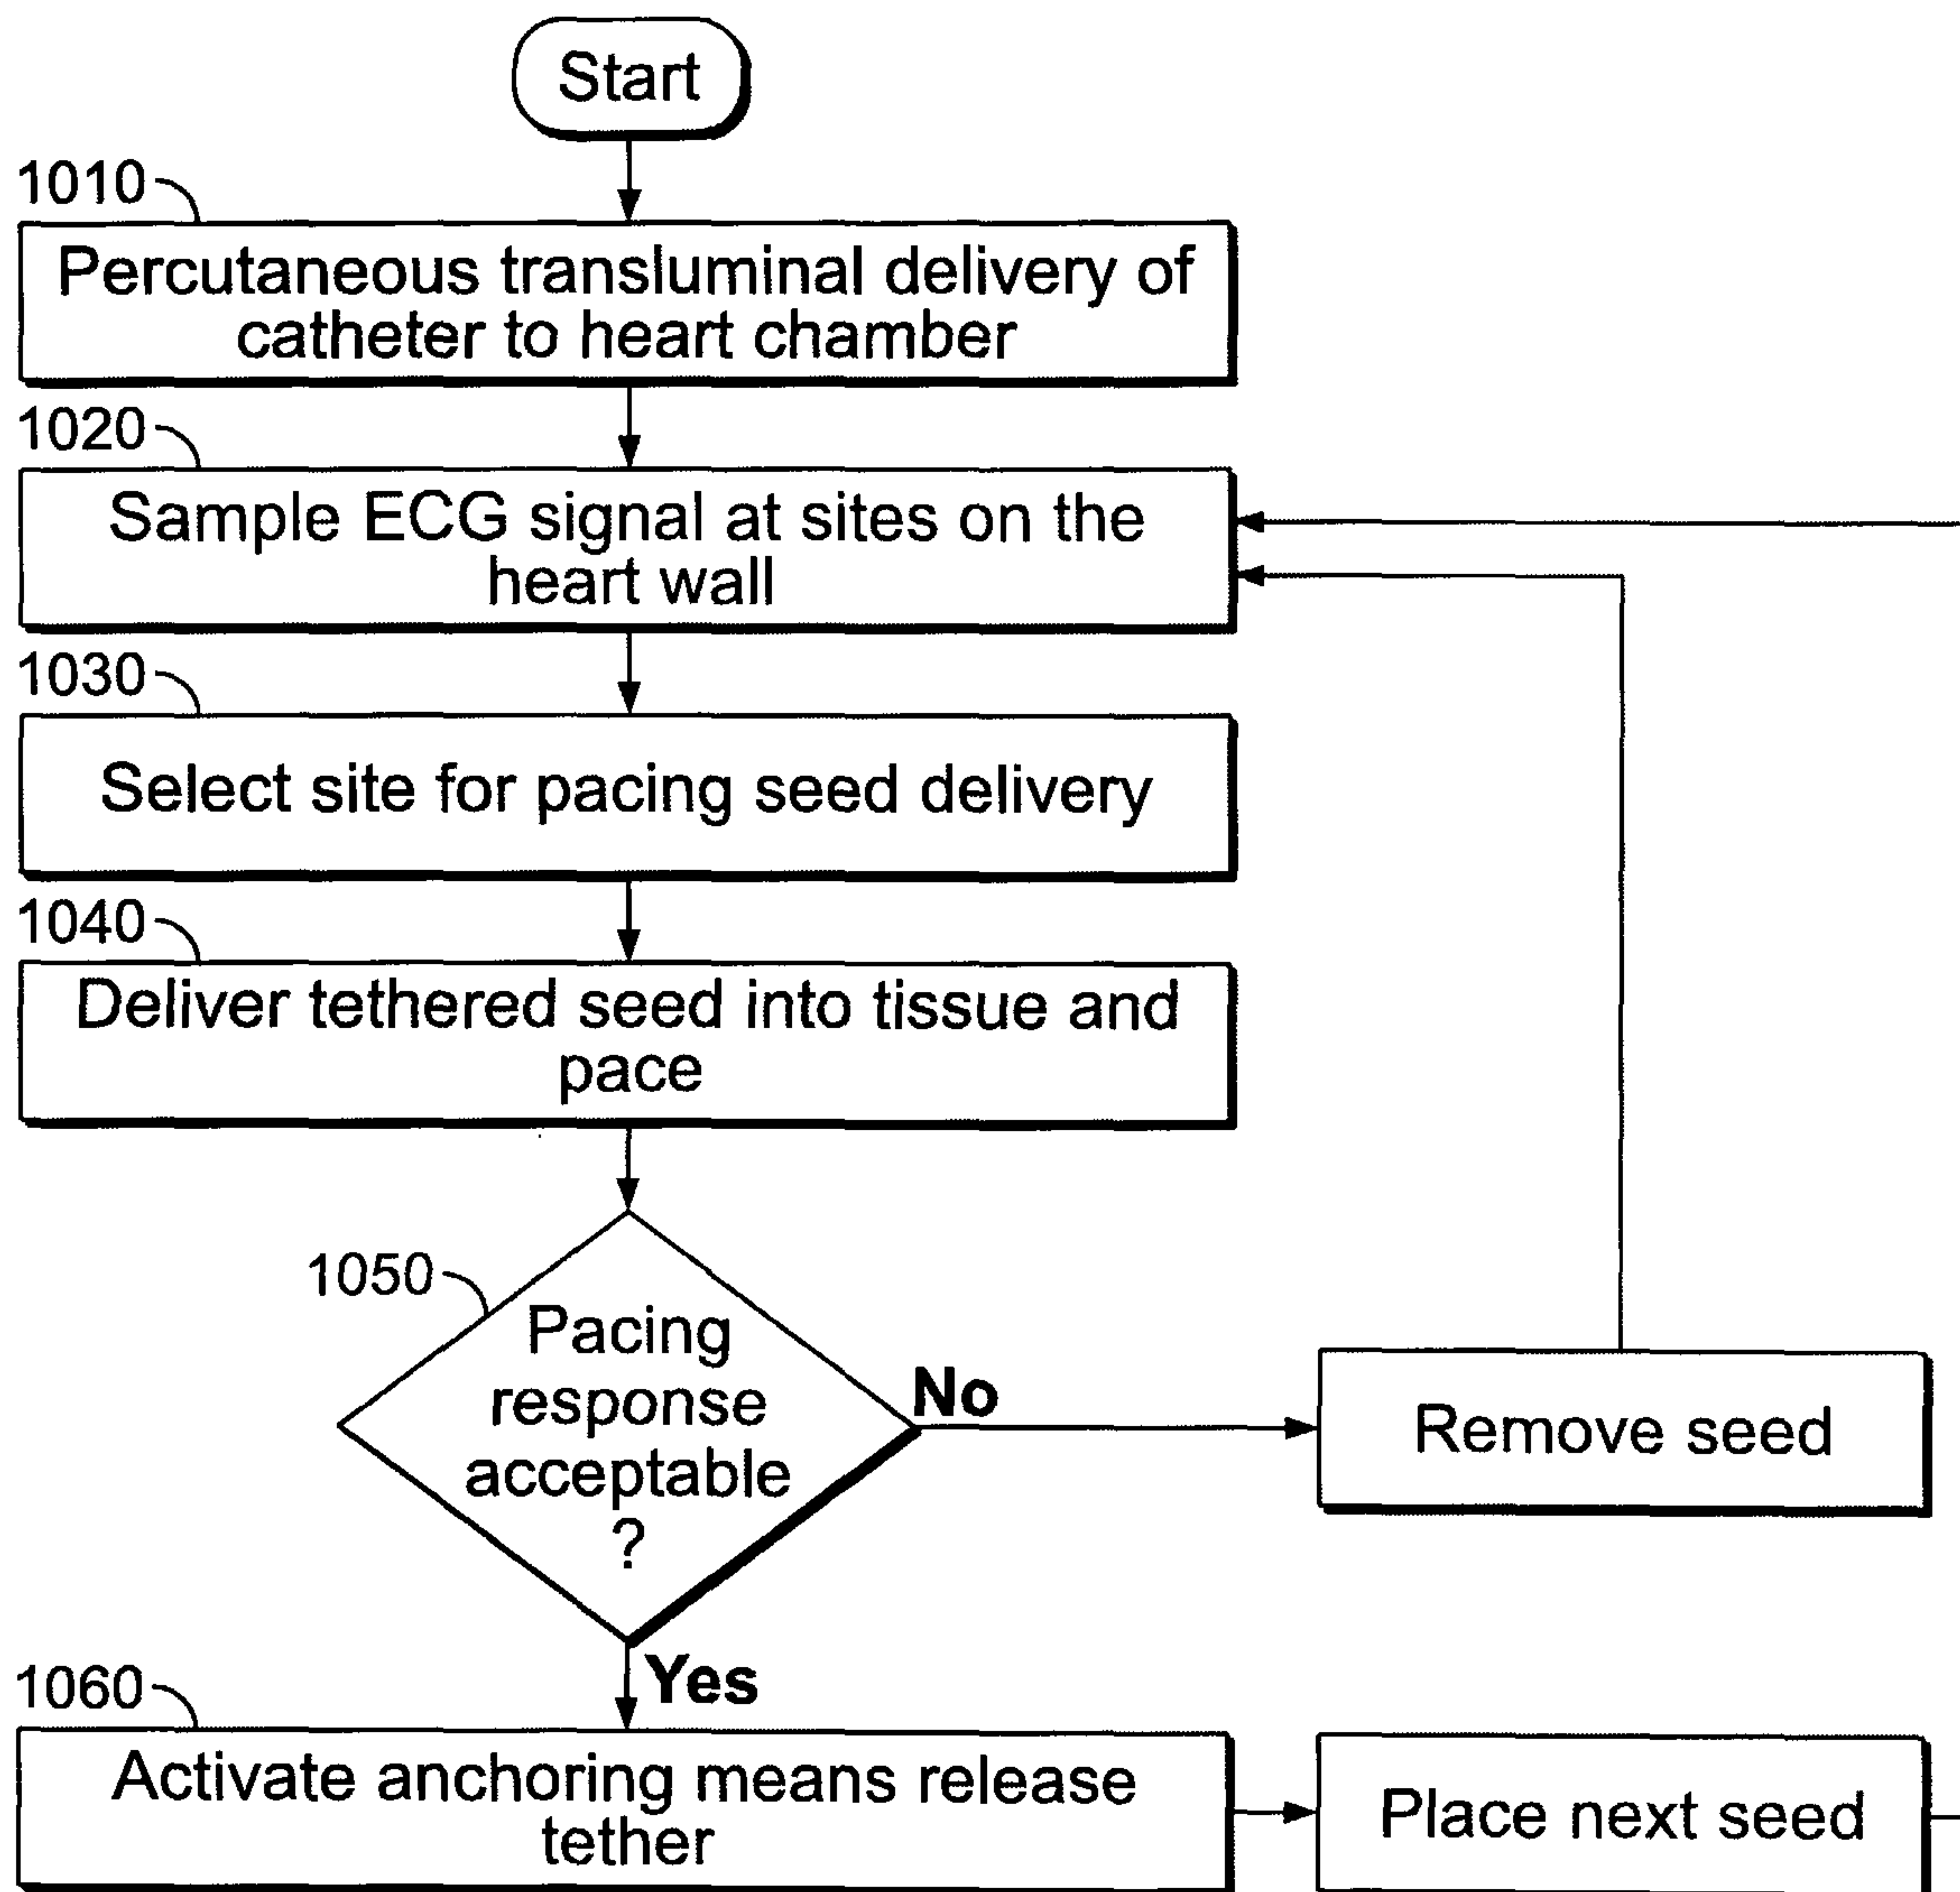 Start
1010
Percutaneous transluminal delivery of
catheter to heart chamber
1020
Sample ECG signal at sites on the
heart wall
1030
Select site for pacing seed delivery
1040
Deliver tethered seed into tissue and
pace
1050
Pacing
response
acceptable
?
No
Remove seed
Yes
1060
Activate anchoring means release
tether
Place next seed